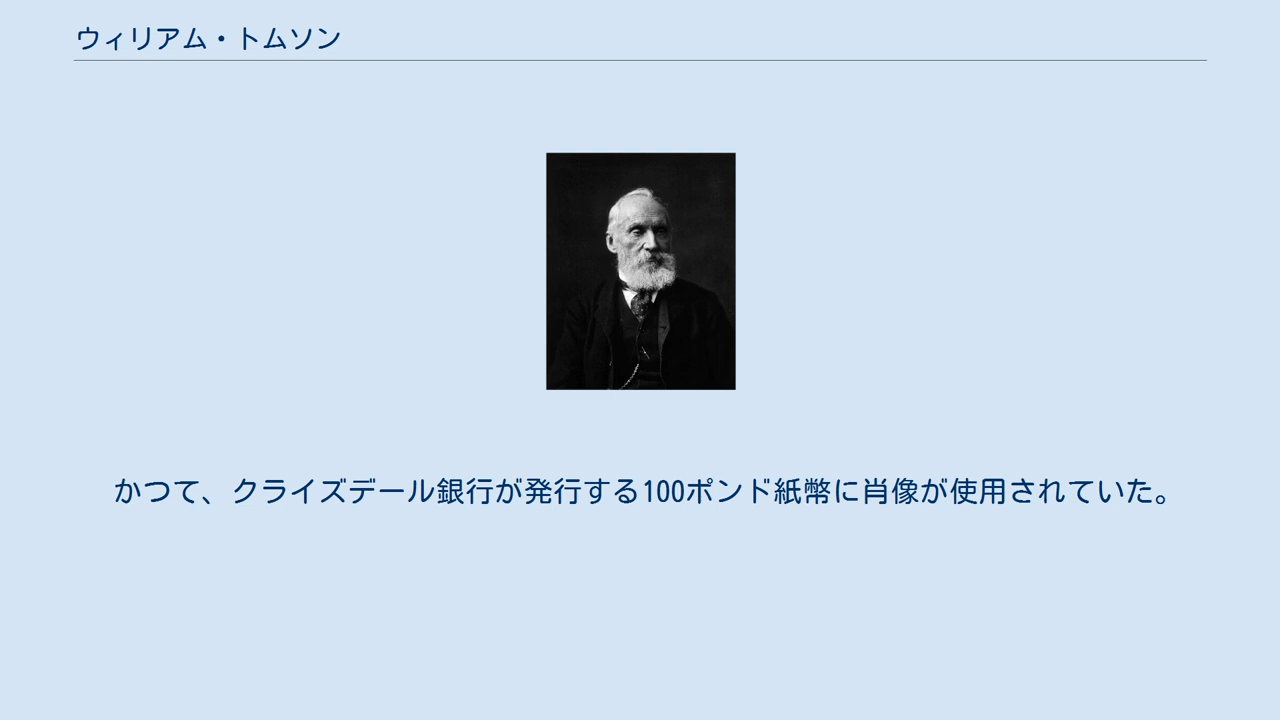 ウィリアム・トムソン
かつて、クライズデール銀行が発行する100ポンド紙幣に肖像が使用されていた。